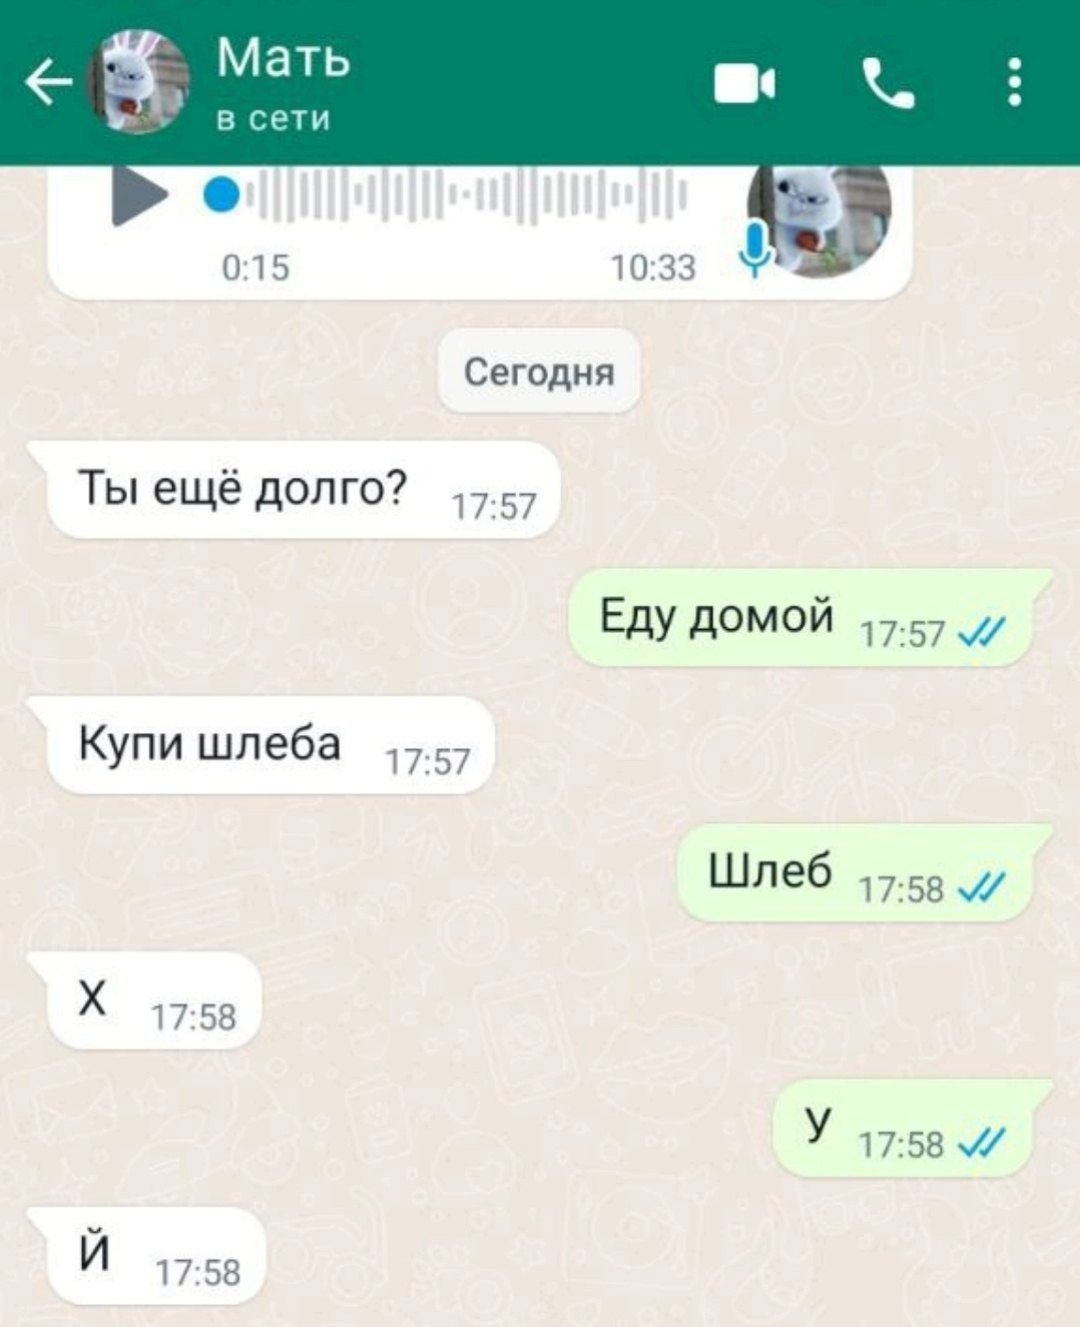 Мать
в сети
0:15 10:33
Сегодня
Ты ещё долго? 17:57
Еду домой 17:57
Купи шлеба 17:57
Шлеб 17:58
Х 17:58
У 17:58
Й 17:58